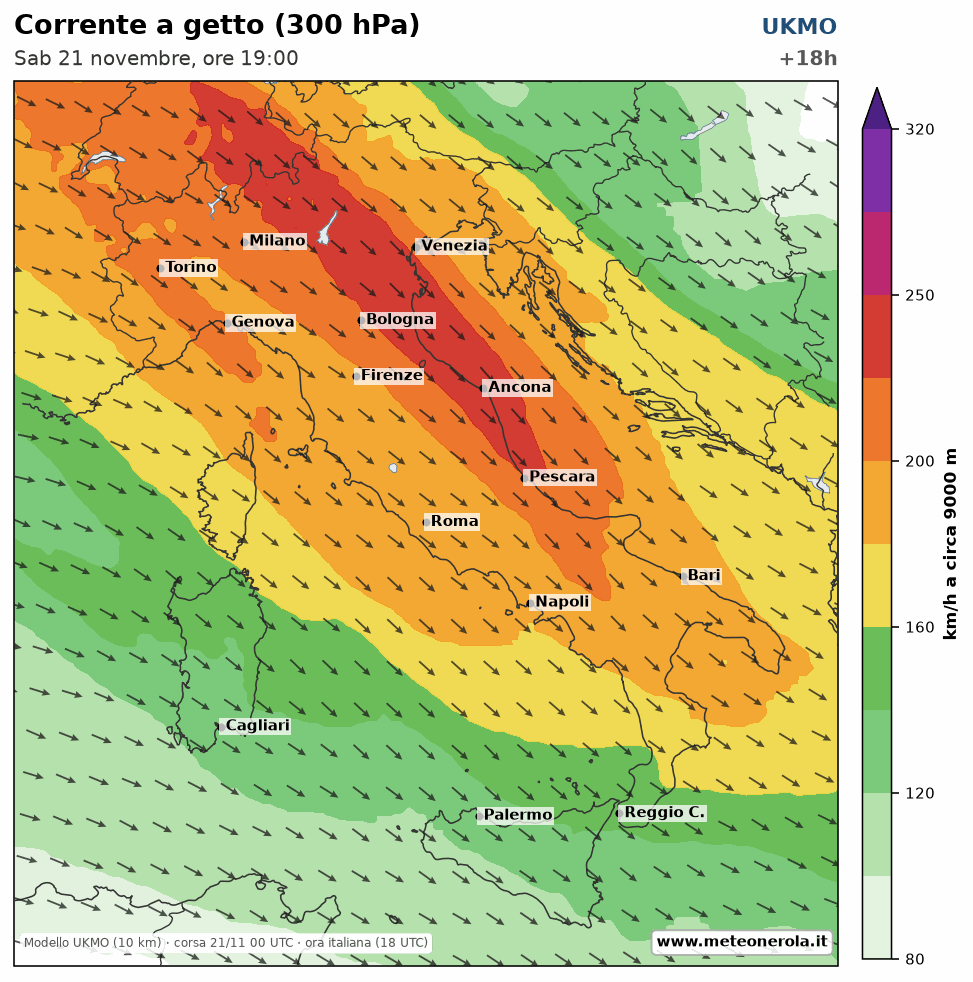 Corrente a getto (300 hPa)
UKMO
Sab 21 novembre, ore 19:00
+18h
320
Milano
Venezia
Torino
250
Genova
Bologna
Firenze
Ancona
200
Pescara
Roma
km/h a circa 9000 m
Bari
Napoli
160
Cagliari
120
Palermo
Reggio C.
Modello UKMO (10 km) · corsa 21/11 00 UTC · ora italiana (18 UTC)
www.meteonerola.it
80